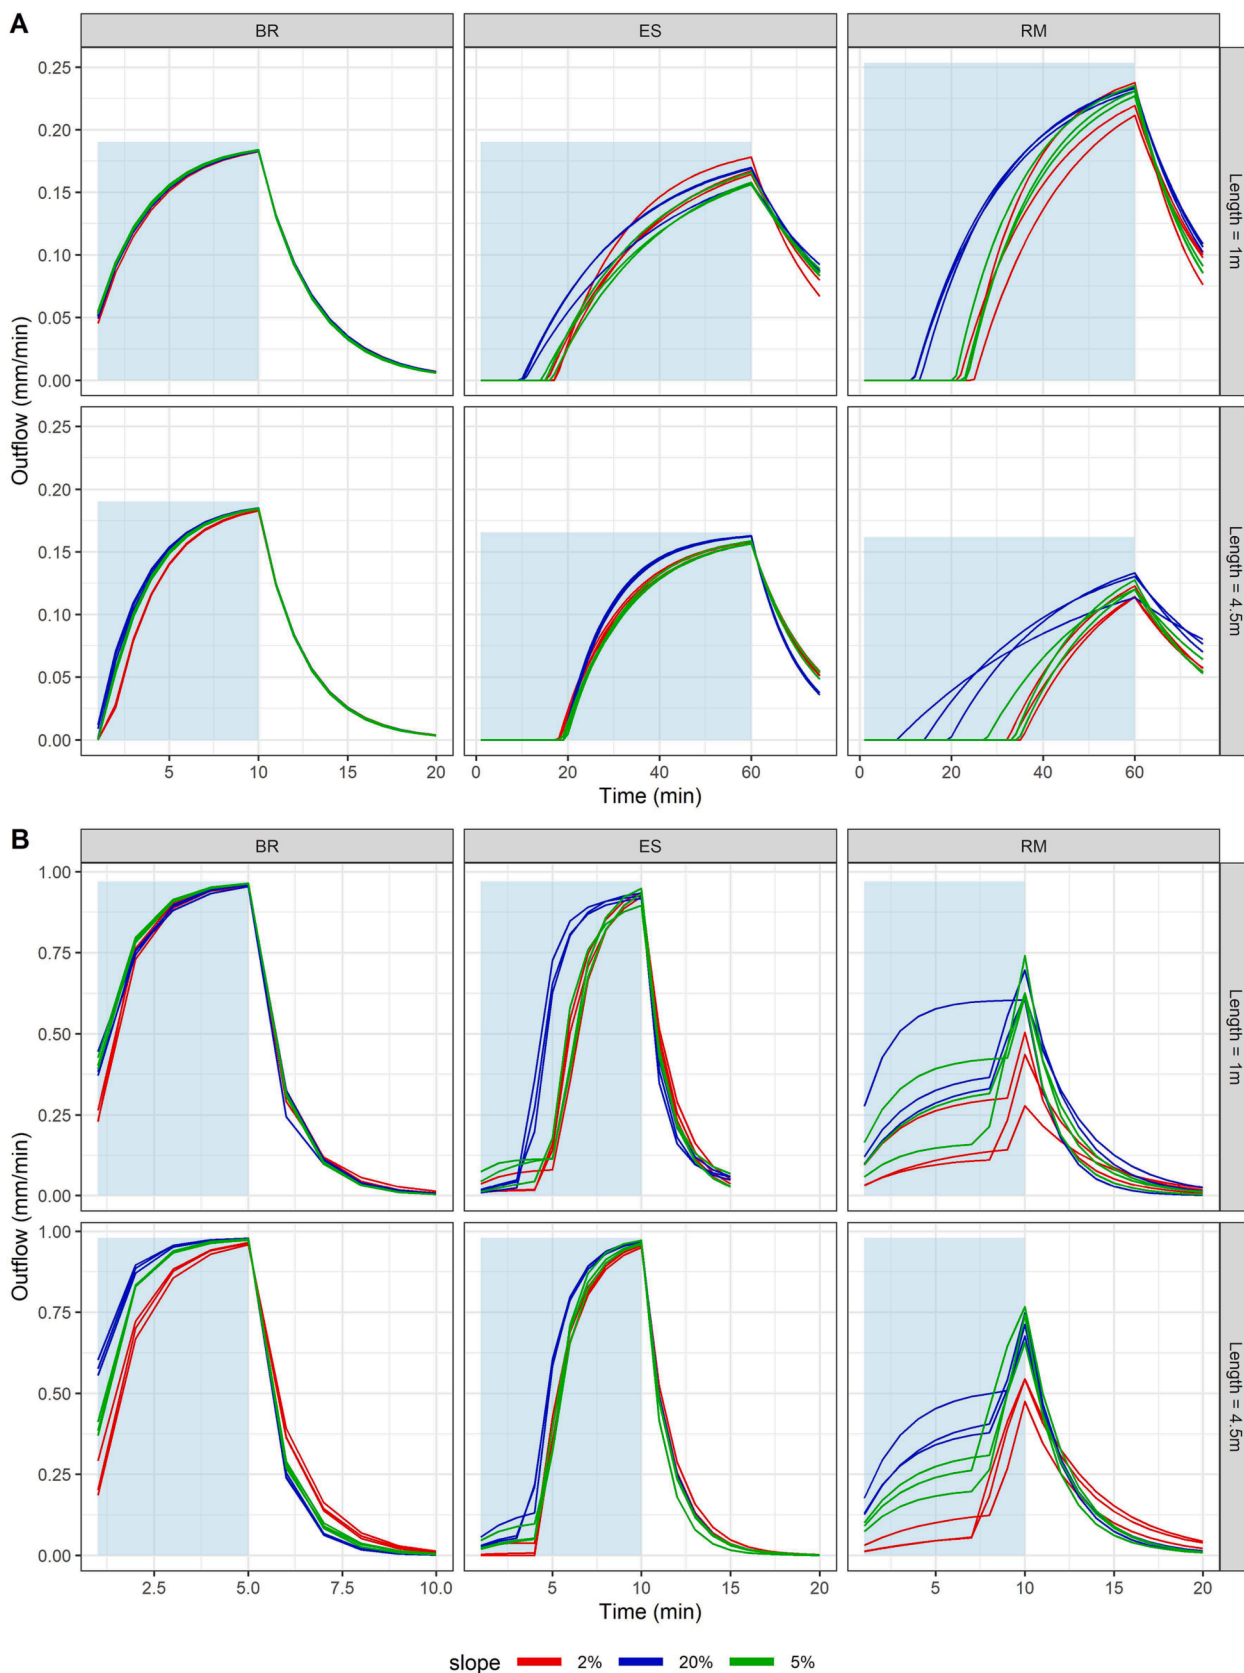 A
BR ES RM
0.25
0.20
0.15
0.10
0.05
0.00
Length = 1m
0.25
0.20
0.15
0.10
0.05
0.00
Length = 4.5m
Outflow (mm/min)
5 10 15 20 0 20 40 60 0 20 40 60
Time (min)
B
BR ES RM
1.00
0.75
0.50
0.25
0.00
Length = 1m
1.00
0.75
0.50
0.25
0.00
Length = 4.5m
Outflow (mm/min)
Outflow (mm/min)
2.5 5.0 7.5 10.0 5 10 15 20 5 10 15 20
Time (min)
slope 2% 20% 5%